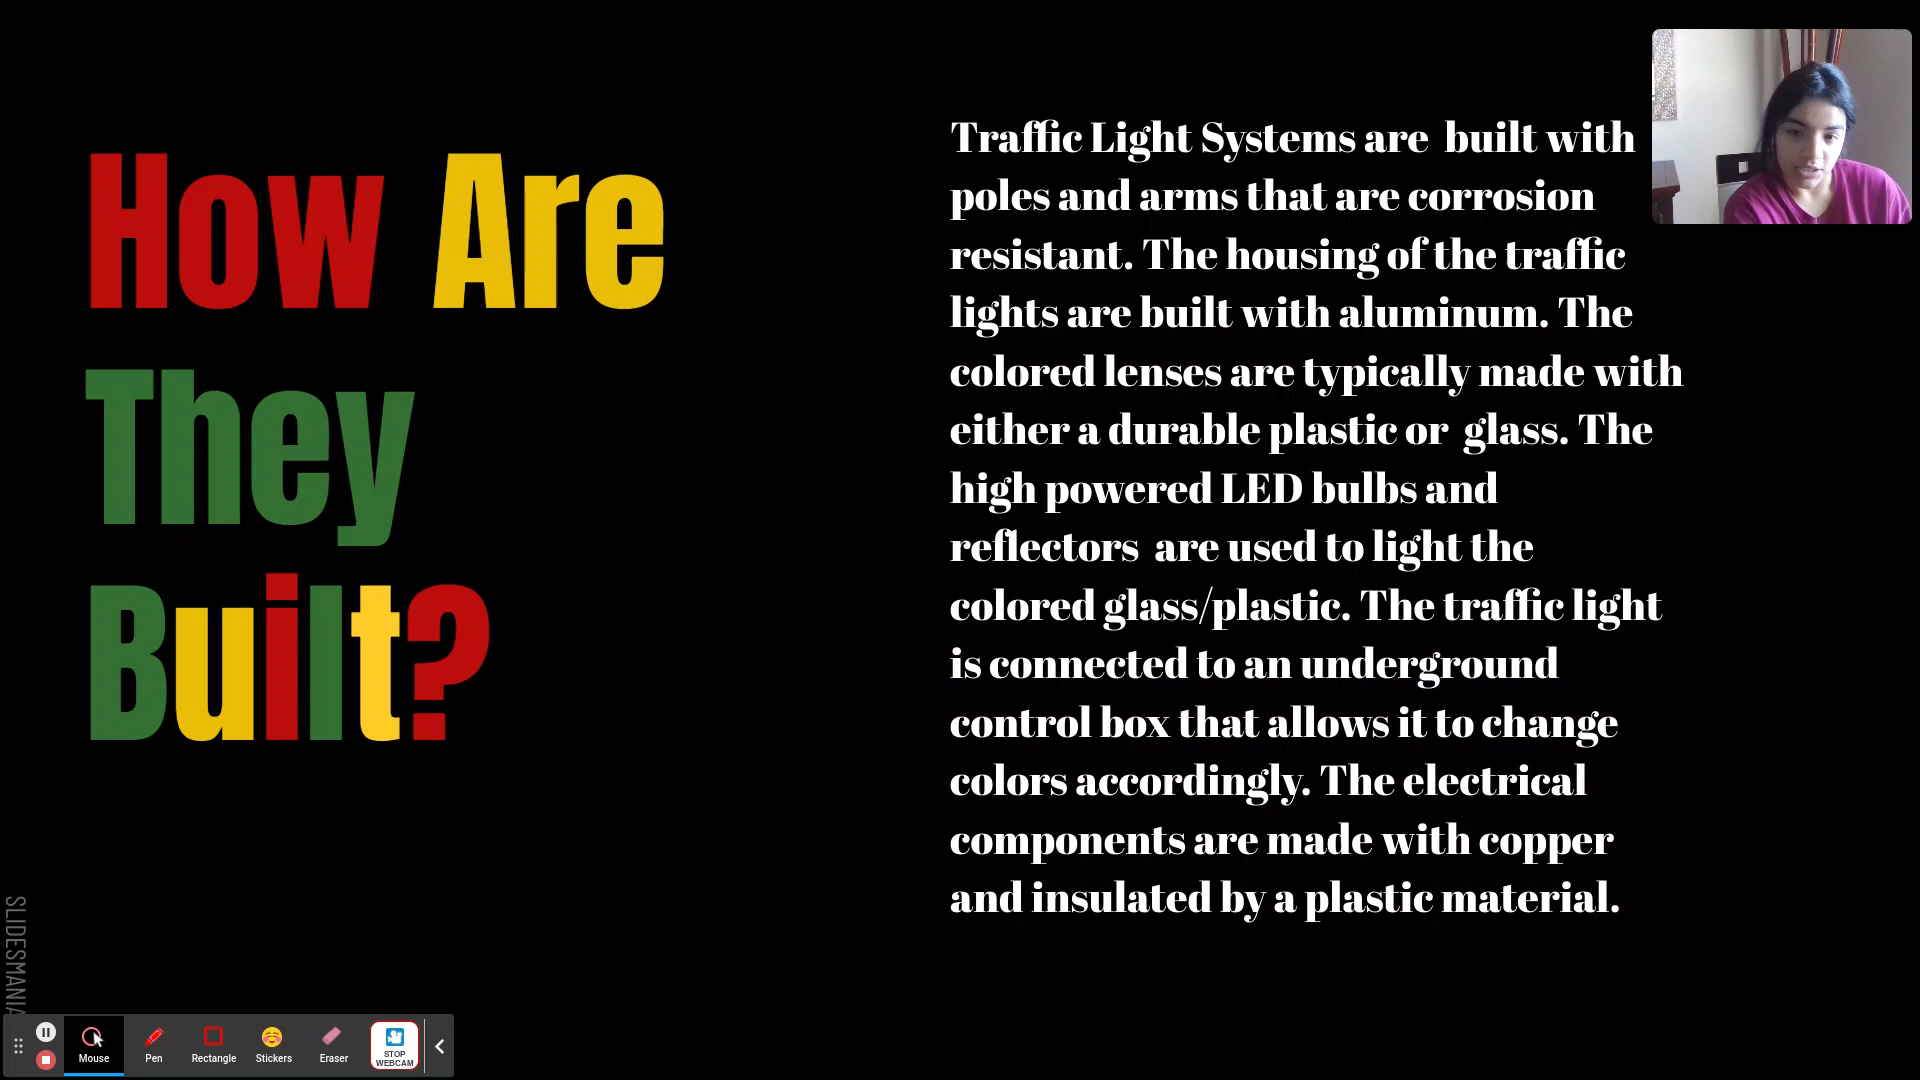 How Are
They
Built?
Traffic Light Systems are  built with
poles and arms that are corrosion
resistant. The housing of the traffic
lights are built with aluminum. The
colored lenses are typically made with
either a durable plastic or  glass. The
high powered LED bulbs and
reflectors  are used to light the
colored glass/plastic. The traffic light
is connected to an underground
control box that allows it to change
colors accordingly. The electrical
components are made with copper
and insulated by a plastic material.
SLIDESMANIA
Mouse
Pen
Rectangle
Stickers
Eraser
STOP
WEBCAM